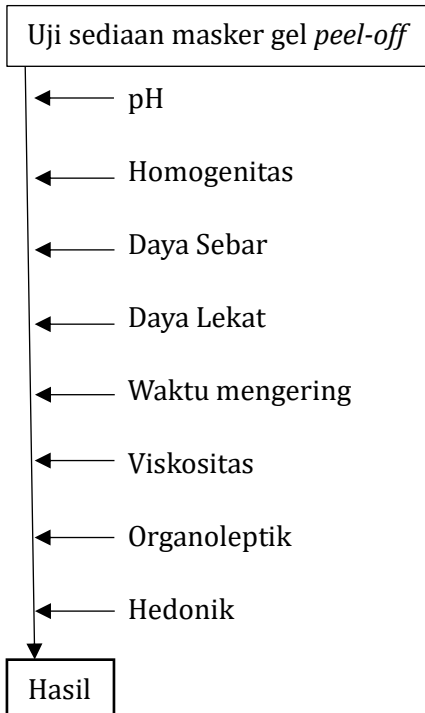 Uji sediaan masker gel peel-off
pH
Homogenitas
Daya Sebar
Daya Lekat
Waktu mengering
Viskositas
Organoleptik
Hedonik
Hasil